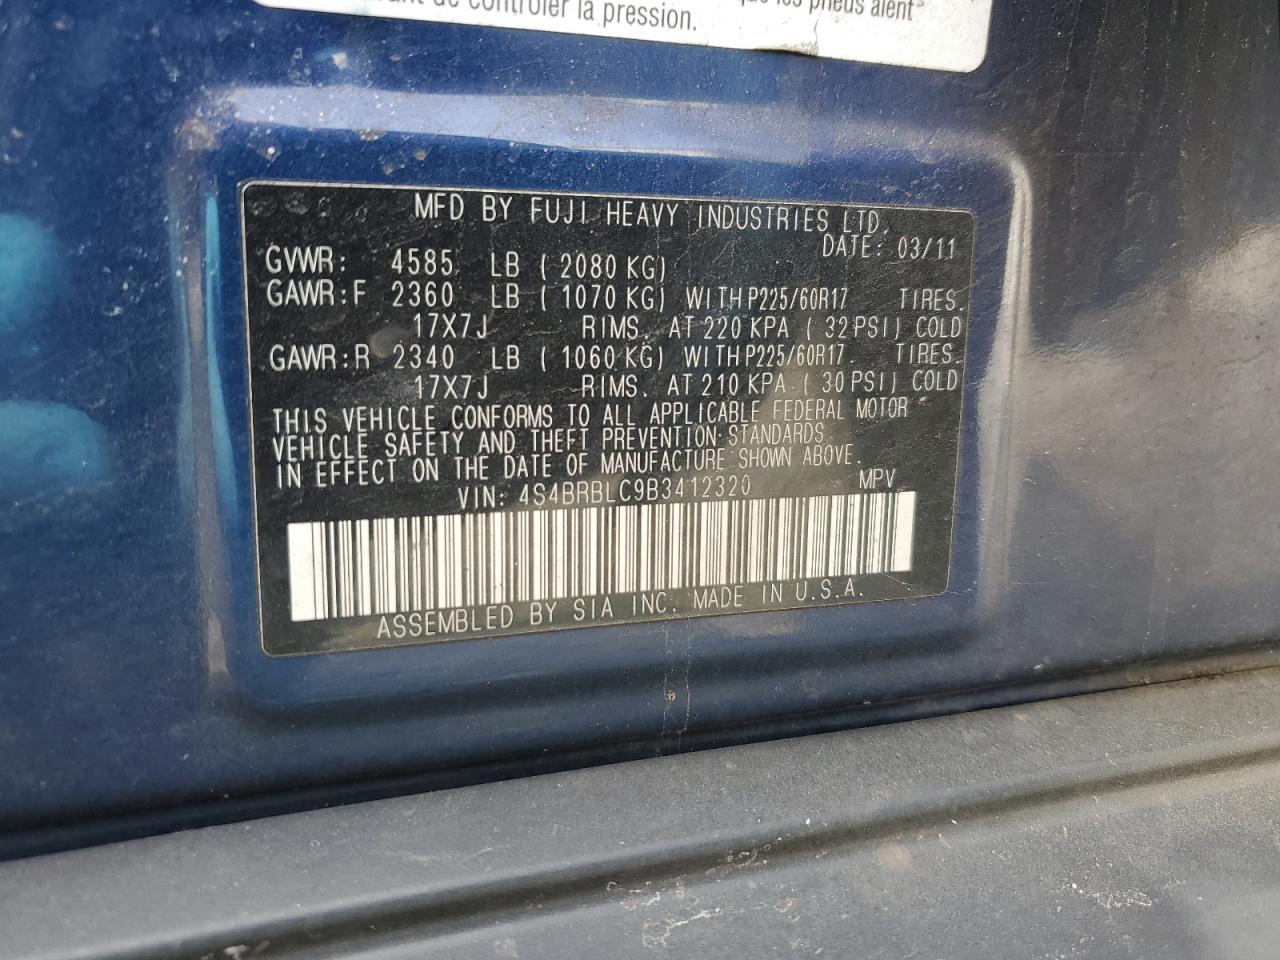 de contrôler la pression.
que les pneus aient
MFD BY FUJI HEAVY INDUSTRIES LTD.
DATE: 03/11
GVWR: 4585 LB (2080 KG)
GAWR:F 2360 LB (1070 KG) WITH P225/60R17 TIRES.
17X7J RIMS. AT 220 KPA (32 PSI) COLD
GAWR:R 2340 LB (1060 KG) WITH P225/60R17 TIRES.
17X7J RIMS. AT 210 KPA (30 PSI) COLD
THIS VEHICLE CONFORMS TO ALL APPLICABLE FEDERAL MOTOR
VEHICLE SAFETY AND THEFT PREVENTION STANDARDS
IN EFFECT ON THE DATE OF MANUFACTURE SHOWN ABOVE.
VIN: 4S4BRBLC9B3412320 MPV
ASSEMBLED BY SIA INC. MADE IN U.S.A.